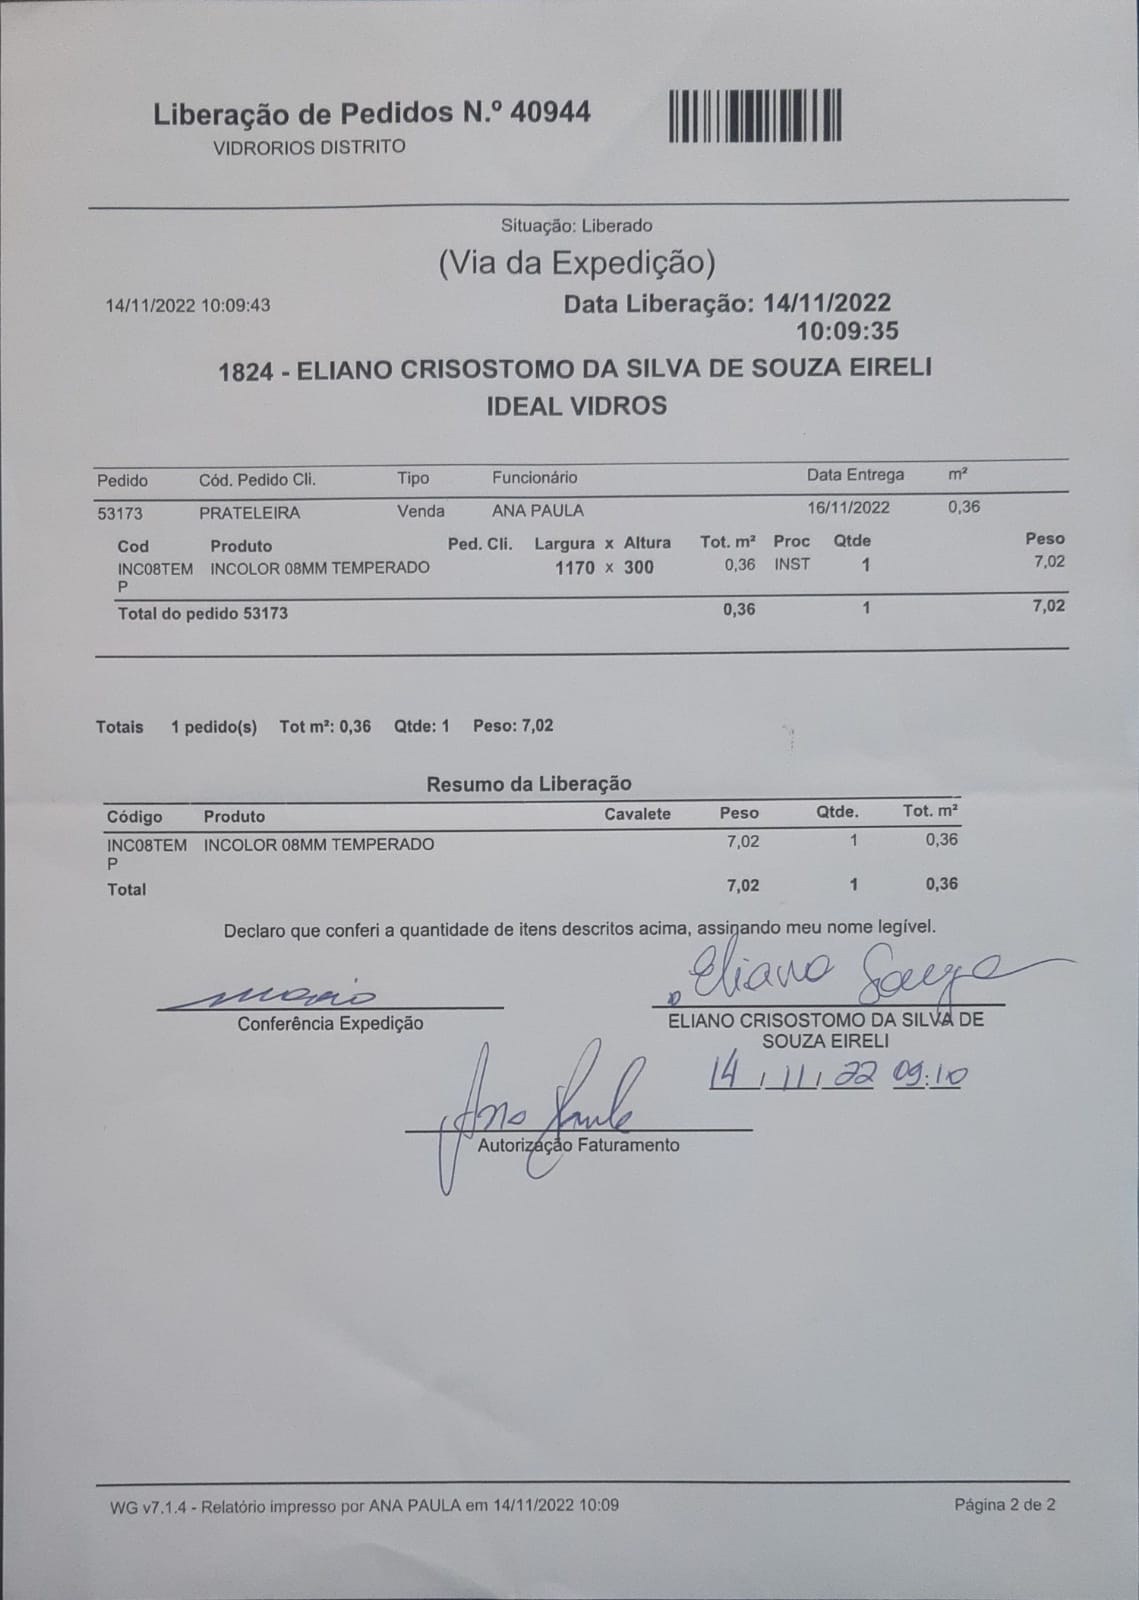 Liberação de Pedidos N.º 40944
VIDRORIOS DISTRITO
Situação: Liberado
(Via da Expedição)
14/11/2022 10:09:43 Data Liberação: 14/11/2022
10:09:35
1824 - ELIANO CRISOSTOMO DA SILVA DE SOUZA EIRELI
IDEAL VIDROS
Pedido Cód. Pedido Cli. Tipo Funcionário Data Entrega m²
53173 PRATELEIRA Venda ANA PAULA 16/11/2022 0,36
Cod Produto Ped. Cli. Largura x Altura Tot. m² Proc Qtde Peso
INC08TEM INCOLOR 08MM TEMPERADO 1170 x 300 0,36 INST 1 7,02
P
Total do pedido 53173 0,36 1 7,02
Totais 1 pedido(s) Tot m²: 0,36 Qtde: 1 Peso: 7,02
Resumo da Liberação
Código Produto Cavalete Peso Qtde. Tot. m²
INC08TEM INCOLOR 08MM TEMPERADO 7,02 1 0,36
P
Total 7,02 1 0,36
Declaro que conferi a quantidade de itens descritos acima, assinando meu nome legível.
Eliano Souza
Conferência Expedição
ELIANO CRISOSTOMO DA SILVA DE
SOUZA EIRELI
14/11/22 09:10
Ana Paula
Autorização Faturamento
WG v7.1.4 - Relatório impresso por ANA PAULA em 14/11/2022 10:09 Página 2 de 2